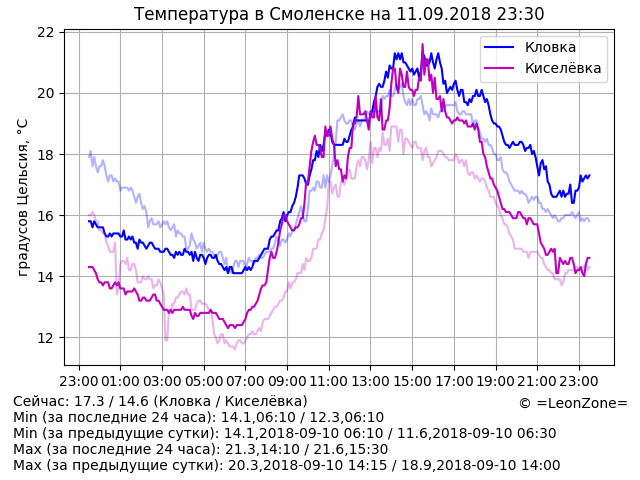 Температура в Смоленске на 11.09.2018 23:30
22
20
18
16
14
12
градусов Цельсия, °C
Кловка
Киселёвка
23:00 01:00 03:00 05:00 07:00 09:00 11:00 13:00 15:00 17:00 19:00 21:00 23:00
Сейчас: 17.3 / 14.6 (Кловка / Киселёвка)
© =LeonZone=
Min (за последние 24 часа): 14.1,06:10 / 12.3,06:10
Min (за предыдущие сутки): 14.1,2018-09-10 06:10 / 11.6,2018-09-10 06:30
Max (за последние 24 часа): 21.3,14:10 / 21.6,15:30
Max (за предыдущие сутки): 20.3,2018-09-10 14:15 / 18.9,2018-09-10 14:00